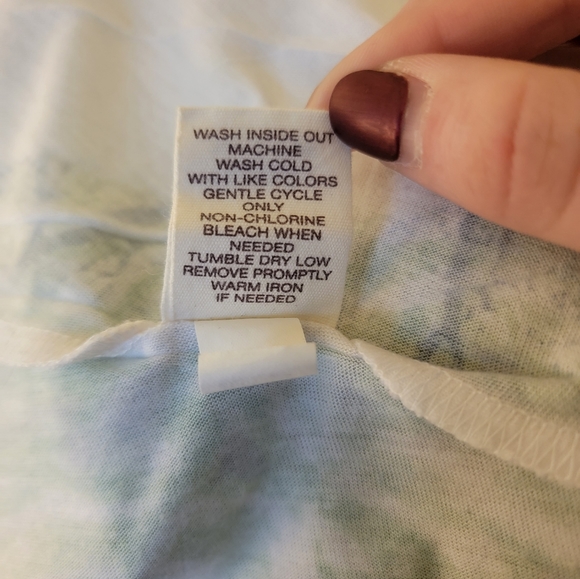 WASH INSIDE OUT
MACHINE
WASH COLD
WITH LIKE COLORS
GENTLE CYCLE
ONLY
NON-CHLORINE
BLEACH WHEN
NEEDED
TUMBLE DRY LOW
REMOVE PROMPTLY
WARM IRON
IF NEEDED